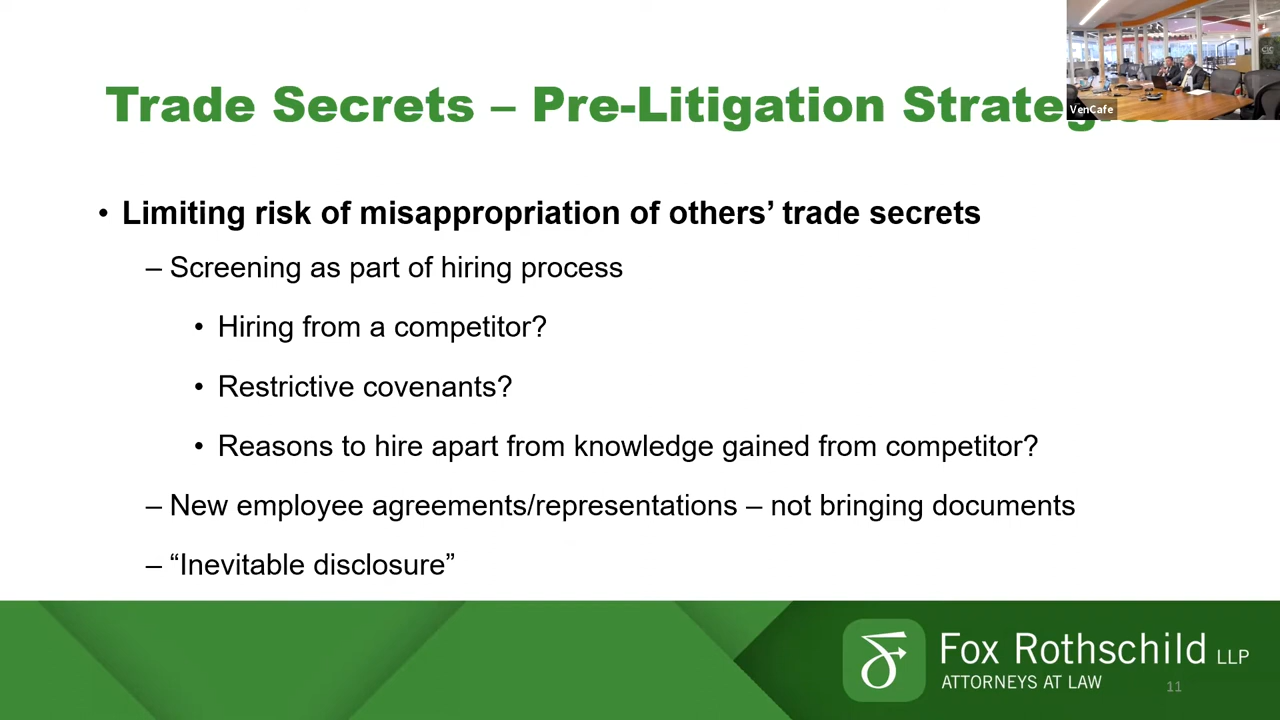 Trade Secrets – Pre-Litigation Strategies
VenCafe
• Limiting risk of misappropriation of others’ trade secrets
– Screening as part of hiring process
• Hiring from a competitor?
• Restrictive covenants?
• Reasons to hire apart from knowledge gained from competitor?
– New employee agreements/representations – not bringing documents
– “Inevitable disclosure”
Fox Rothschild LLP
ATTORNEYS AT LAW
11